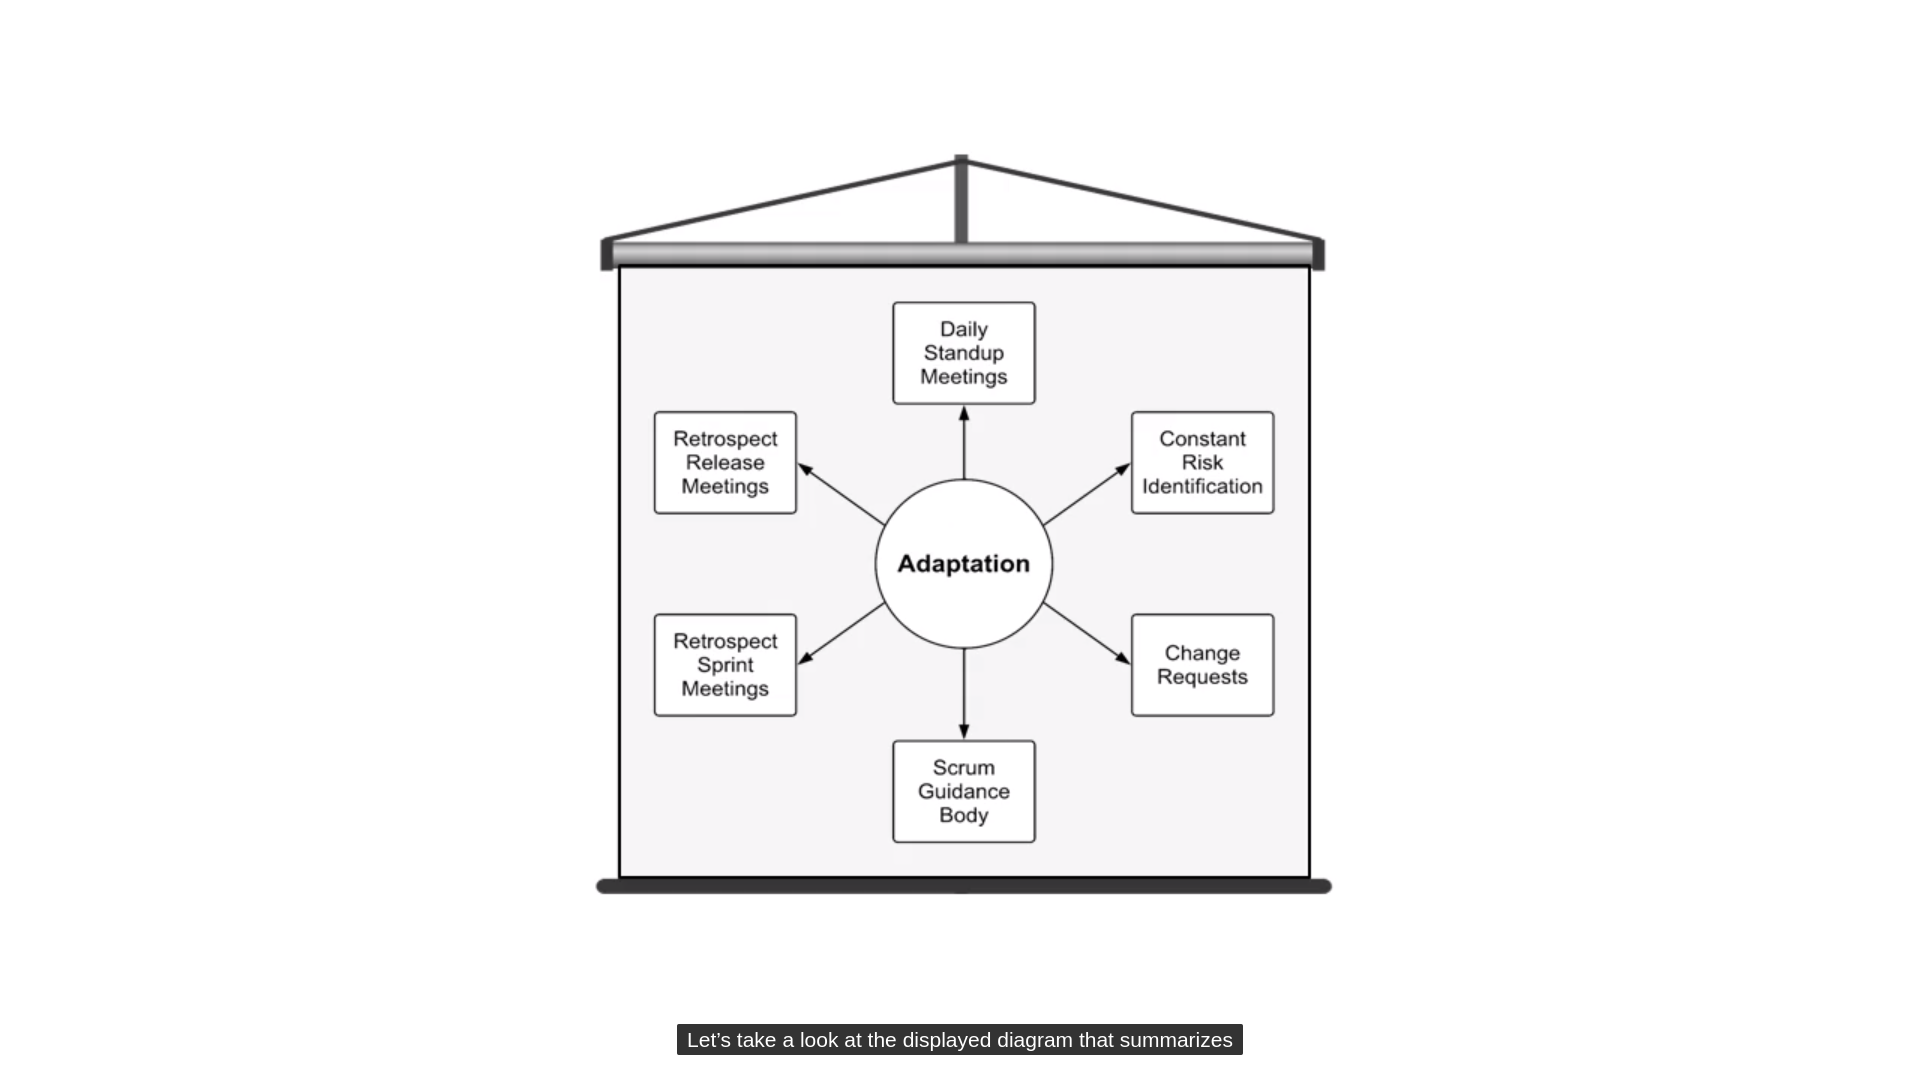 Daily
Standup
Meetings
Retrospect
Release
Meetings
Constant
Risk
Identification
Adaptation
Retrospect
Sprint
Meetings
Change
Requests
Scrum
Guidance
Body
Let’s take a look at the displayed diagram that summarizes